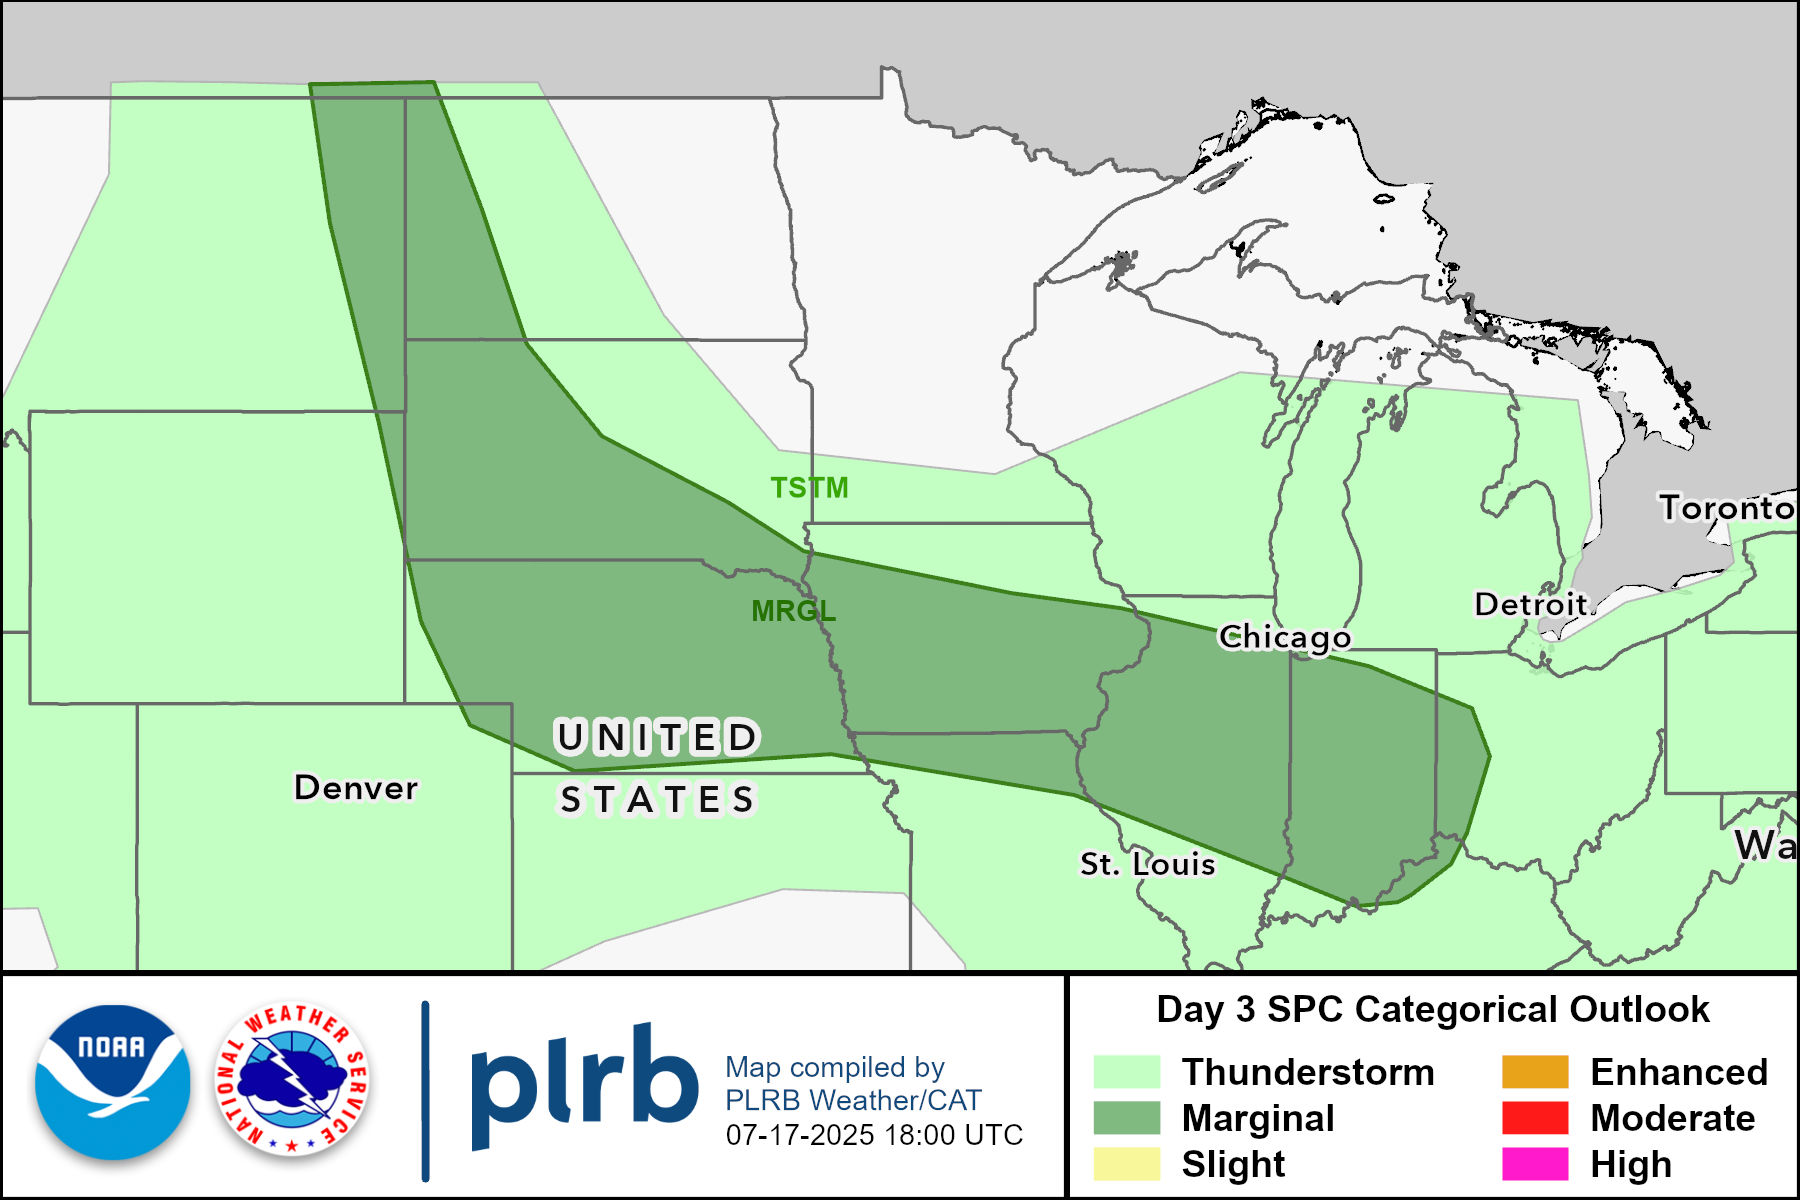 TSTM
Toronto
Detroit
MRGL
Chicago
UNITED
STATES
Denver
St. Louis
Wa
NOAA
NATIONAL WEATHER SERVICE
plrb
Map compiled by
PLRB Weather/CAT
07-17-2025 18:00 UTC
Day 3 SPC Categorical Outlook
Thunderstorm
Marginal
Slight
Enhanced
Moderate
High